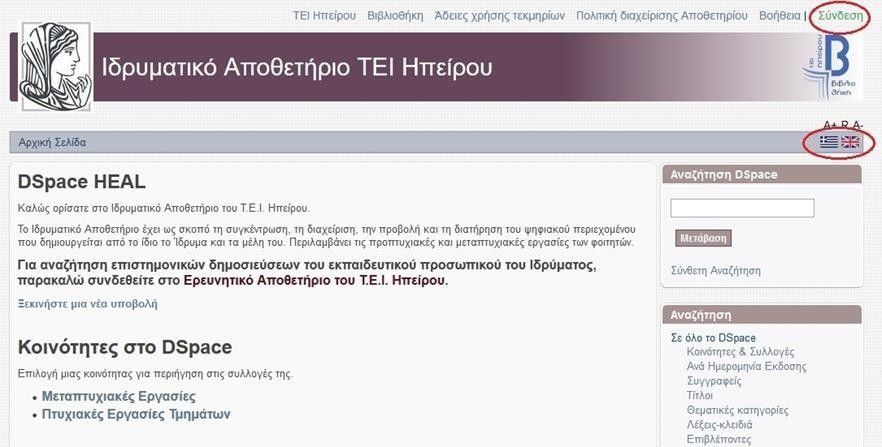 ΤΕΙ Ηπείρου Βιβλιοθήκη Άδειες χρήσης τεκμηρίων Πολιτική διαχείρισης Αποθετηρίου Βοήθεια | Σύνδεση
Ιδρυματικό Αποθετήριο ΤΕΙ Ηπείρου
τει ηπείρου
βιβλιο
θήκη
A+ R A-
Αρχική Σελίδα
DSpace HEAL
Καλώς ορίσατε στο Ιδρυματικό Αποθετήριο του Τ.Ε.Ι. Ηπείρου.
Το Ιδρυματικό Αποθετήριο έχει ως σκοπό τη συγκέντρωση, τη διαχείριση, την προβολή και τη διατήρηση του ψηφιακού περιεχομένου
που δημιουργείται από το ίδιο το Ίδρυμα και τα μέλη του. Περιλαμβάνει τις προπτυχιακές και μεταπτυχιακές εργασίες των φοιτητών.
Για αναζήτηση επιστημονικών δημοσιεύσεων του εκπαιδευτικού προσωπικού του Ιδρύματος,
παρακαλώ συνδεθείτε στο Ερευνητικό Αποθετήριο του Τ.Ε.Ι. Ηπείρου.
Ξεκινήστε μια νέα υποβολή
Κοινότητες στο DSpace
Επιλογή μιας κοινότητας για περιήγηση στις συλλογές της.
Μεταπτυχιακές Εργασίες
Πτυχιακές Εργασίες Τμημάτων
Αναζήτηση DSpace
Μετάβαση
Σύνθετη Αναζήτηση
Αναζήτηση
Σε όλο το DSpace
Κοινότητες & Συλλογές
Ανά Ημερομηνία Εκδοσης
Συγγραφείς
Τίτλοι
Θεματικές κατηγορίες
Λέξεις-κλειδιά
Επιβλέποντες